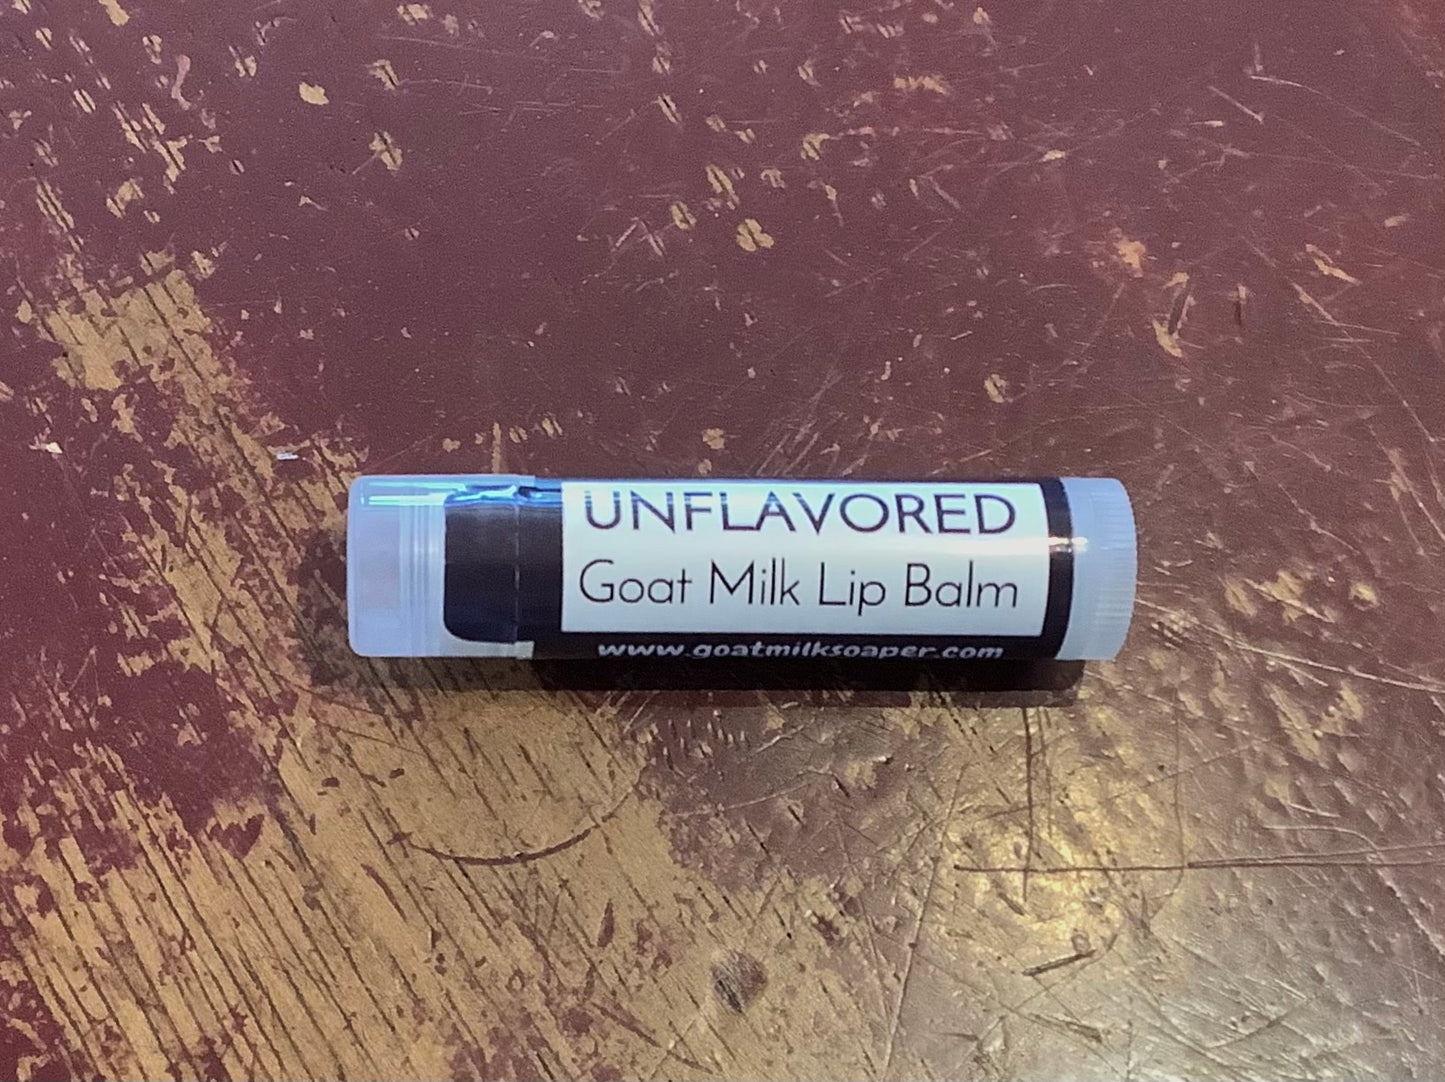 UNFLAVORED
Goat Milk Lip Balm
www.goatmilksoaper.com